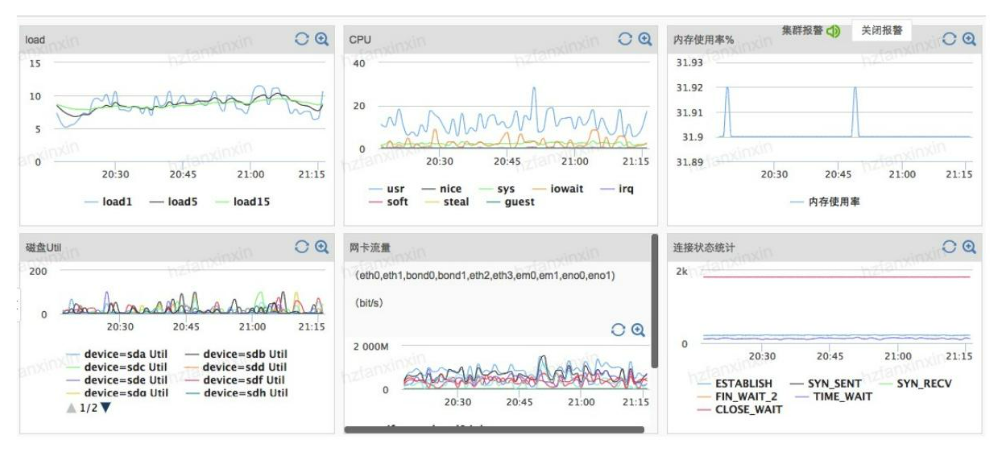 集群报警 关闭报警
load
15
10
5
0
20:30 20:45 21:00 21:15
load1 load5 load15
CPU
40
20
0
20:30 20:45 21:00 21:15
usr nice sys iowait irq
soft steal guest
内存使用率%
31.93
31.92
31.91
31.9
31.89
20:30 20:45 21:00 21:15
内存使用率
磁盘Util
200
0
20:30 20:45 21:00 21:15
device=sda Util device=sdb Util
device=sdc Util device=sdd Util
device=sde Util device=sdf Util
device=sdg Util device=sdh Util
1/2
网卡流量
(eth0,eth1,bond0,bond1,eth2,eth3,em0,em1,eno0,eno1)
(bit/s)
2 000M
0
20:30 20:45 21:00 21:15
连接状态统计
2k
0
20:30 20:45 21:00 21:15
ESTABLISH SYN_SENT SYN_RECV
FIN_WAIT_2 TIME_WAIT
CLOSE_WAIT
hzfanxinxin